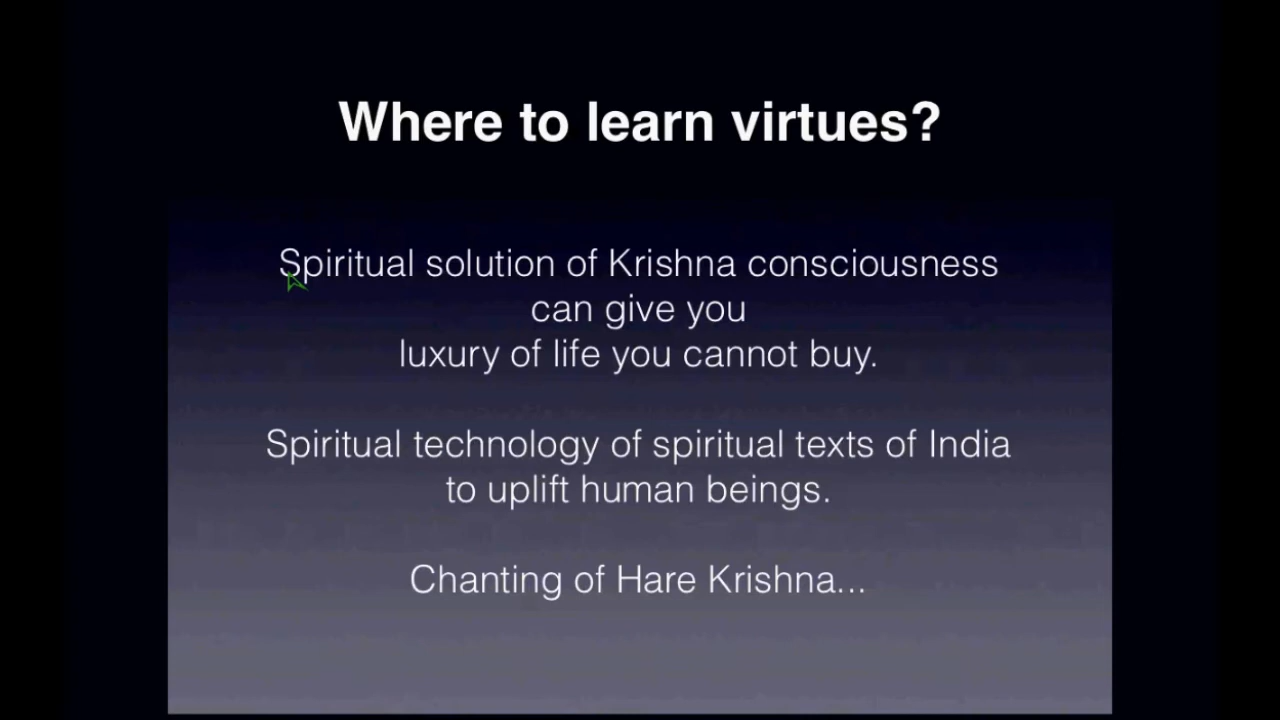 Where to learn virtues?
Spiritual solution of Krishna consciousness
can give you
luxury of life you cannot buy.
Spiritual technology of spiritual texts of India
to uplift human beings.
Chanting of Hare Krishna...